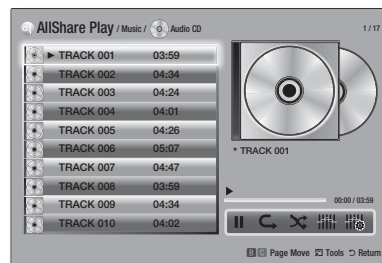 AllShare Play / Music / Audio CD 1 / 17
TRACK 001 03:59
TRACK 002 04:34
TRACK 003 04:24
TRACK 004 04:01
TRACK 005 04:26
TRACK 006 05:07
TRACK 007 04:47
TRACK 008 03:59
TRACK 009 04:34
TRACK 010 04:02
* TRACK 001
00:00 / 03:59
B C Page Move Tools Return